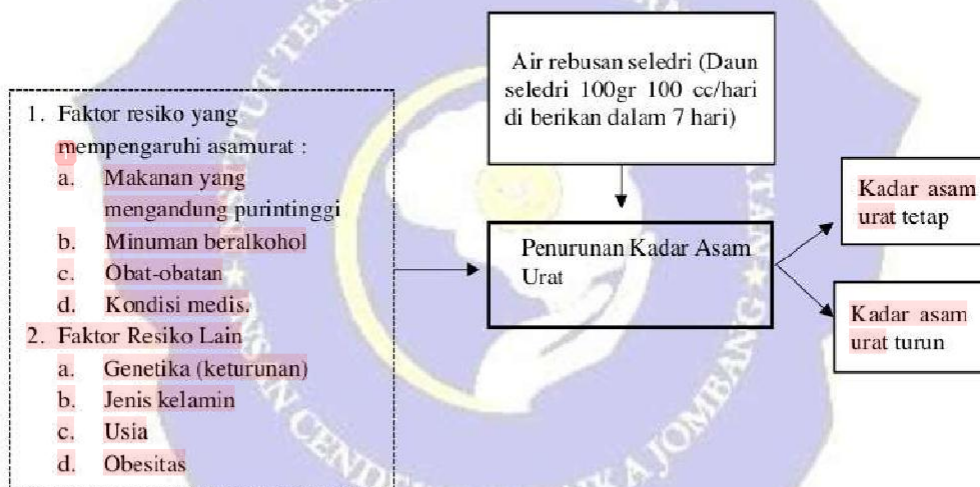 1. Faktor resiko yang
mempengaruhi asamurat :
a. Makanan yang
mengandung purintinggi
b. Minuman beralkohol
c. Obat-obatan
d. Kondisi medis.
2. Faktor Resiko Lain
a. Genetika (keturunan)
b. Jenis kelamin
c. Usia
d. Obesitas
Air rebusan seledri (Daun
seledri 100gr 100 cc/hari
di berikan dalam 7 hari)
Penurunan Kadar Asam
Urat
Kadar asam
urat tetap
Kadar asam
urat turun
JOMBANG